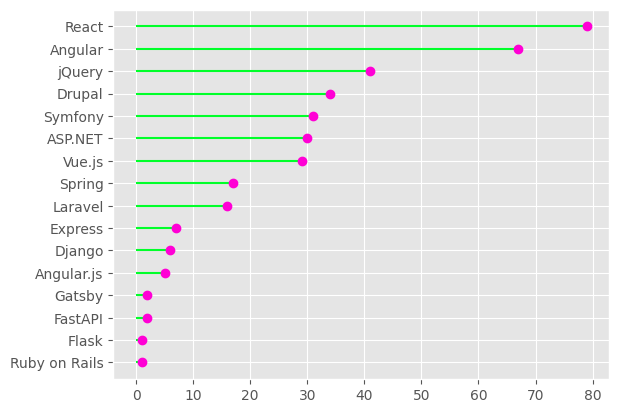 React
Angular
jQuery
Drupal
Symfony
ASP.NET
Vue.js
Spring
Laravel
Express
Django
Angular.js
Gatsby
FastAPI
Flask
Ruby on Rails
0 10 20 30 40 50 60 70 80